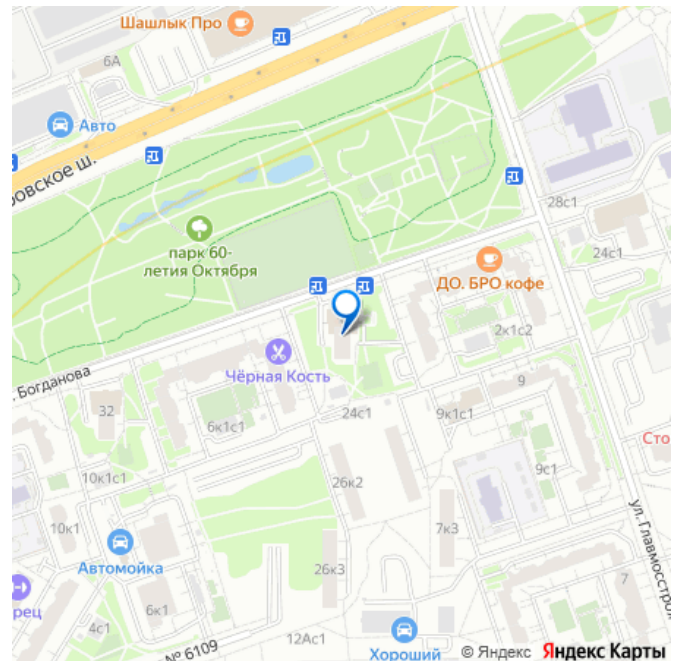 Шашлык Про
6А
Авто
РОВСКОЕ Ш.
28с1
парк 60-
летия Октября
24с1
ДО. БРО кофе
2к1с2
. Богданова
Чёрная Кость
9
32
24с1
9к1с1
6к1с1
Сто
10к1с1
26к2
9с1
10к1
7к3
ул. Главмосстроя
Автомойка
26к3
7
рец
6к1
4с1
12Ас1
№ 6109
Хороший
© Яндекс Яндекс Карты